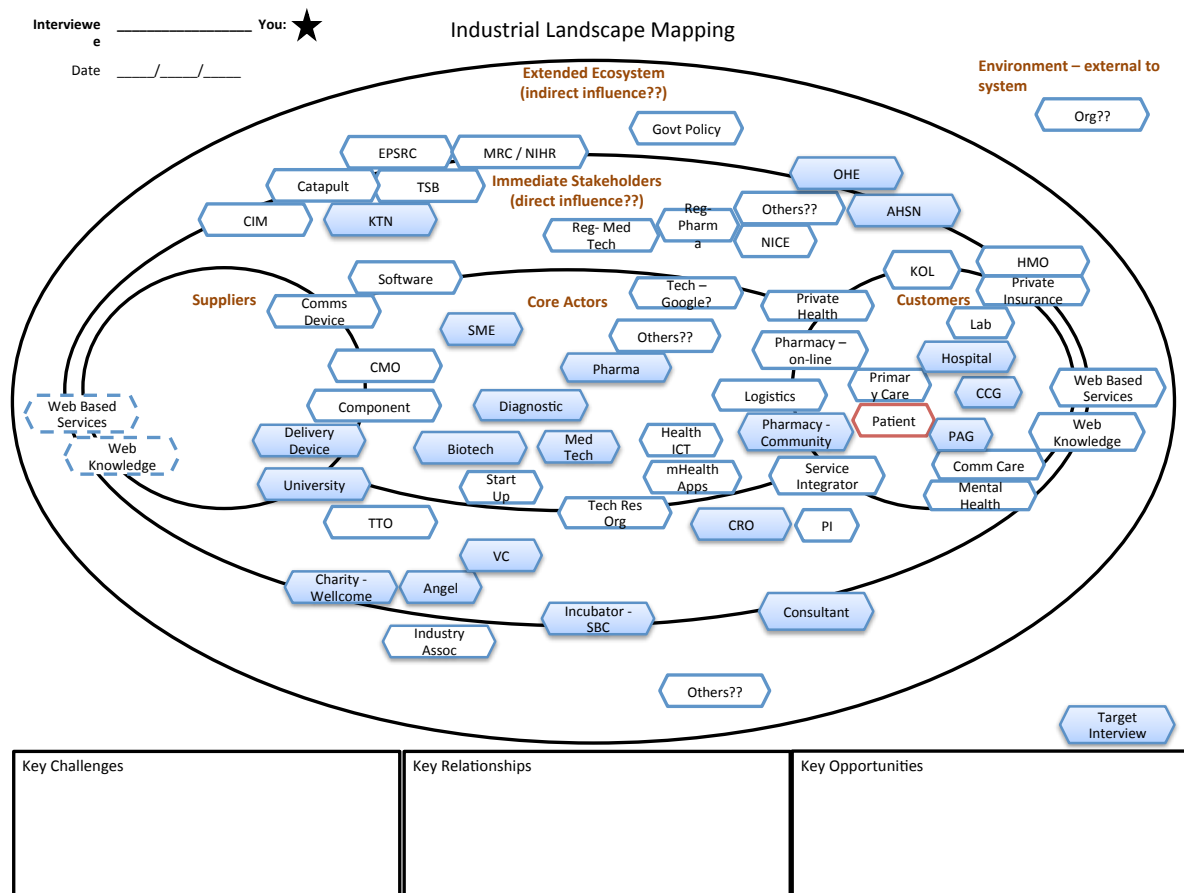 Interviewe
e
__________________ You:
Date _____/_____/_____
Industrial Landscape Mapping
Extended Ecosystem
(indirect influence??)
Environment – external to
system
Org??
Govt Policy
EPSRC
MRC / NIHR
OHE
Catapult
TSB
Immediate Stakeholders
(direct influence??)
CIM
KTN
Reg- Med
Tech
Reg-
Pharm
a
Others??
NICE
AHSN
Software
KOL
HMO
Private
Insurance
Suppliers
Comms
Device
Core Actors
Tech –
Google?
Private
Health
Customers
SME
Others??
Lab
Pharmacy –
on-line
Hospital
CMO
Pharma
Primar
y Care
CCG
Web Based
Services
Web Based
Services
Component
Diagnostic
Logistics
Patient
Web
Knowledge
Web
Knowledge
Delivery
Device
Biotech
Med
Tech
Health
ICT
Pharmacy -
Community
PAG
Comm Care
University
Start
Up
mHealth
Apps
Service
Integrator
Mental
Health
TTO
Tech Res
Org
CRO
PI
VC
Charity -
Wellcome
Angel
Incubator -
SBC
Consultant
Industry
Assoc
Others??
Target
Interview
Key Challenges
Key Relationships
Key Opportunities